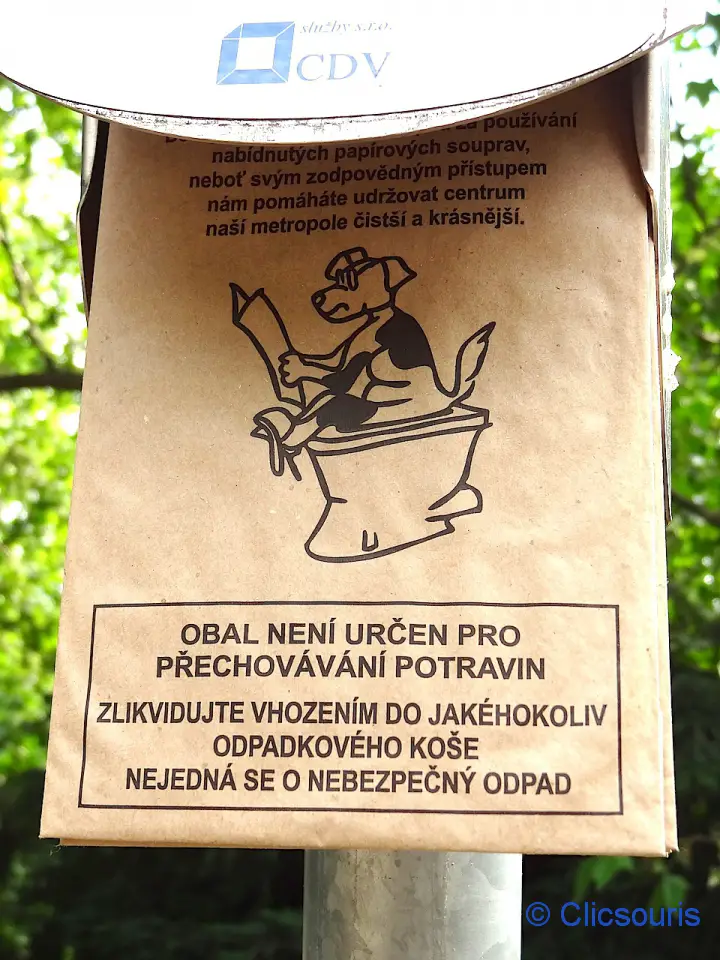 služby s.r.o.
CDV
za používání
nabídnutých papírových souprav,
neboť svým zodpovědným přístupem
nám pomáháte udržovat centrum
naší metropole čistší a krásnější.
OBAL NENÍ URČEN PRO
PŘECHOVÁVÁNÍ POTRAVIN
ZLIKVIDUJTE VHOZENÍM DO JAKÉHOKOLIV
ODPADKOVÉHO KOŠE
NEJEDNÁ SE O NEBEZPEČNÝ ODPAD
© Clicsouris